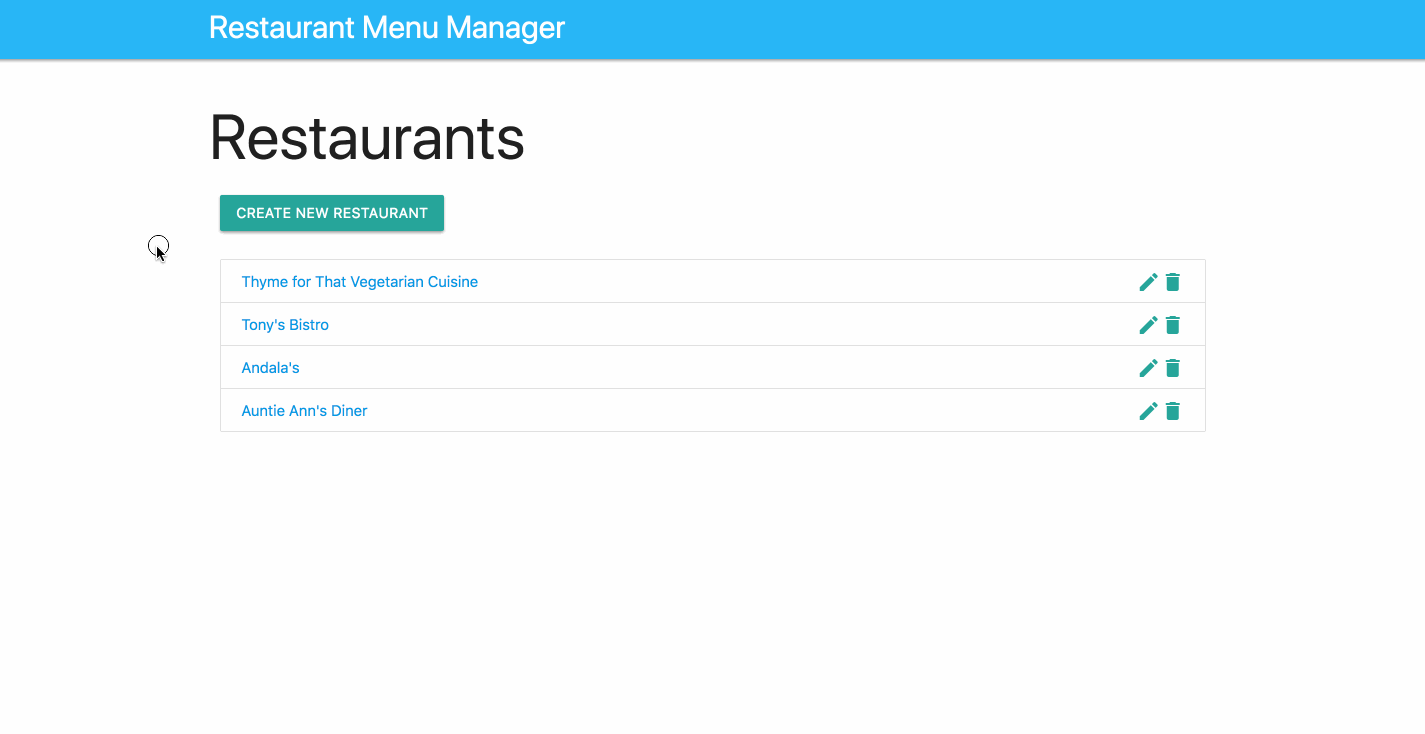 Restaurant Menu Manager
Restaurants
CREATE NEW RESTAURANT
Thyme for That Vegetarian Cuisine
Tony's Bistro
Andala's
Auntie Ann's Diner